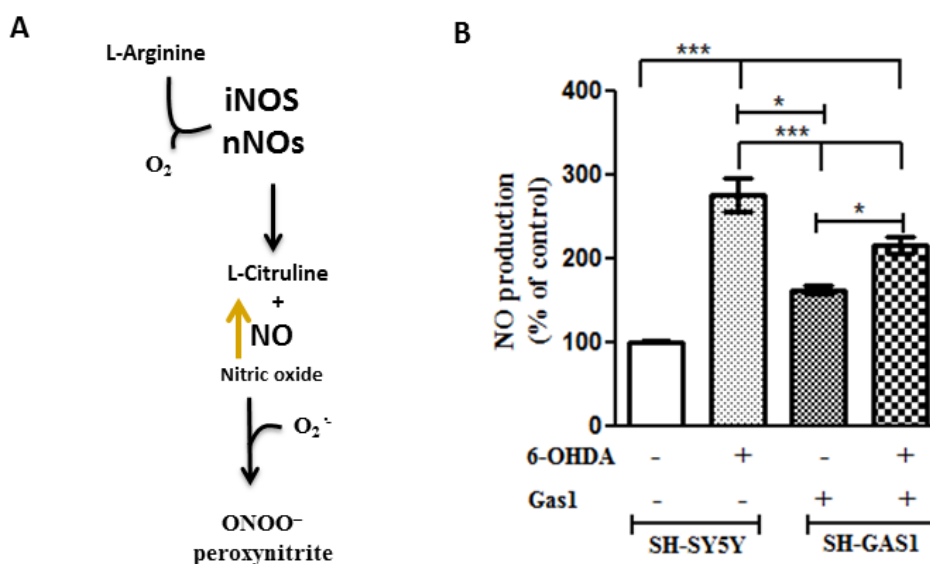 A
L-Arginine
iNOS
nNOs
O₂
L-Citruline
+
NO
Nitric oxide
O₂·-
ONOO⁻
peroxynitrite
B
***
*
***
*
NO production
(% of control)
400
300
200
100
0
6-OHDA - + - +
Gas1 - - + +
SH-SY5Y SH-GAS1